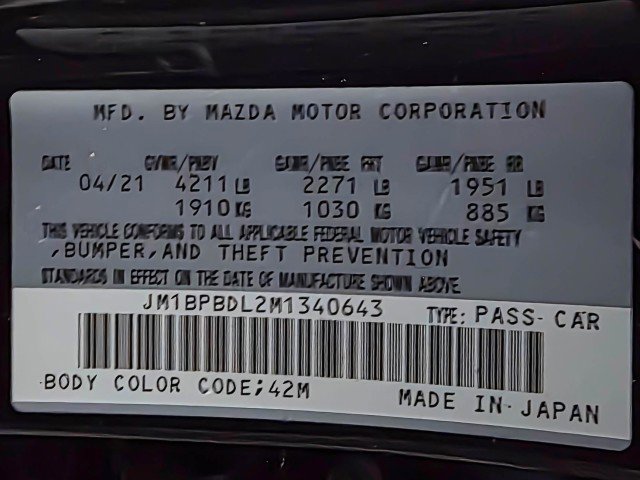 MFD. BY MAZDA MOTOR CORPORATION
DATE GVWR/PNBV GAWR/PNBE FRT GAWR/PNBE RR
04/21 4211 LB 2271 LB 1951 LB
1910 KG 1030 KG 885 KG
THIS VEHICLE CONFORMS TO ALL APPLICABLE FEDERAL MOTOR VEHICLE SAFETY
,BUMPER,AND THEFT PREVENTION
STANDARDS IN EFFECT ON THE DATE OF MANUFACTURE SHOWN ABOVE.
JM1BPBDL2M1340643 TYPE: PASS- CAR
BODY COLOR CODE;42M
MADE IN JAPAN